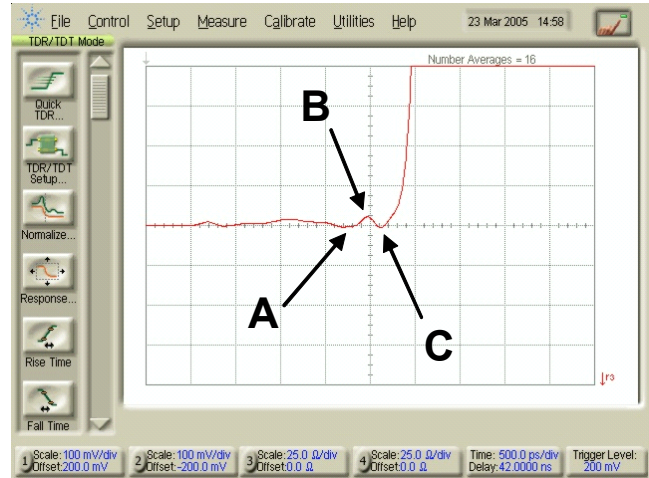 File Control Setup Measure Calibrate Utilities Help 23 Mar 2005 14:58
TDR/TDT Mode
Number Averages = 16
Quick
TDR...
TDR/TDT
Setup...
Normalize...
Response...
Rise Time
Fall Time
B
A
C
r3
1 Scale: 100 mV/div
Offset:200.0 mV
2 Scale: 100 mV/div
Offset:-200.0 mV
3 Scale:25.0 Ω/div
Offset:0.0 Ω
4 Scale:25.0 Ω/div
Offset:0.0 Ω
Time: 500.0 ps/div
Delay:42.0000 ns
Trigger Level:
200 mV